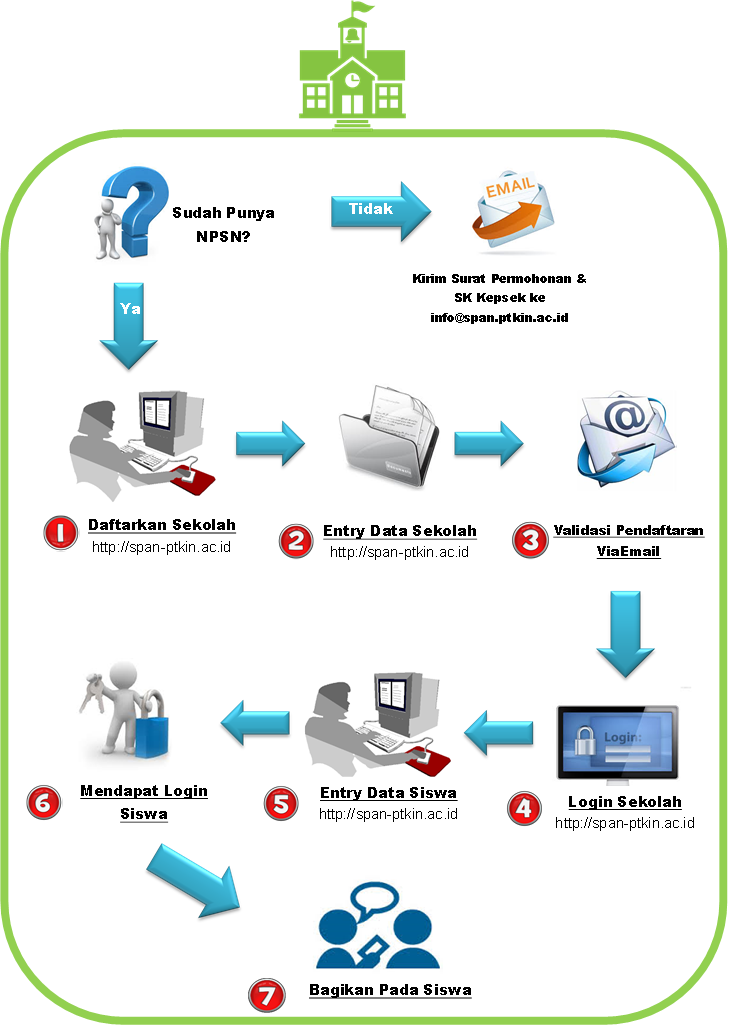 Sudah Punya
NPSN?
Tidak
EMAIL
Kirim Surat Permohonan &
SK Kepsek ke
info@span.ptkin.ac.id
Ya
1
Daftarkan Sekolah
http://span-ptkin.ac.id
2
Entry Data Sekolah
http://span-ptkin.ac.id
@
3
Validasi Pendaftaran
ViaEmail
Login:
4
Login Sekolah
http://span-ptkin.ac.id
5
Entry Data Siswa
http://span-ptkin.ac.id
6
Mendapat Login
Siswa
7
Bagikan Pada Siswa